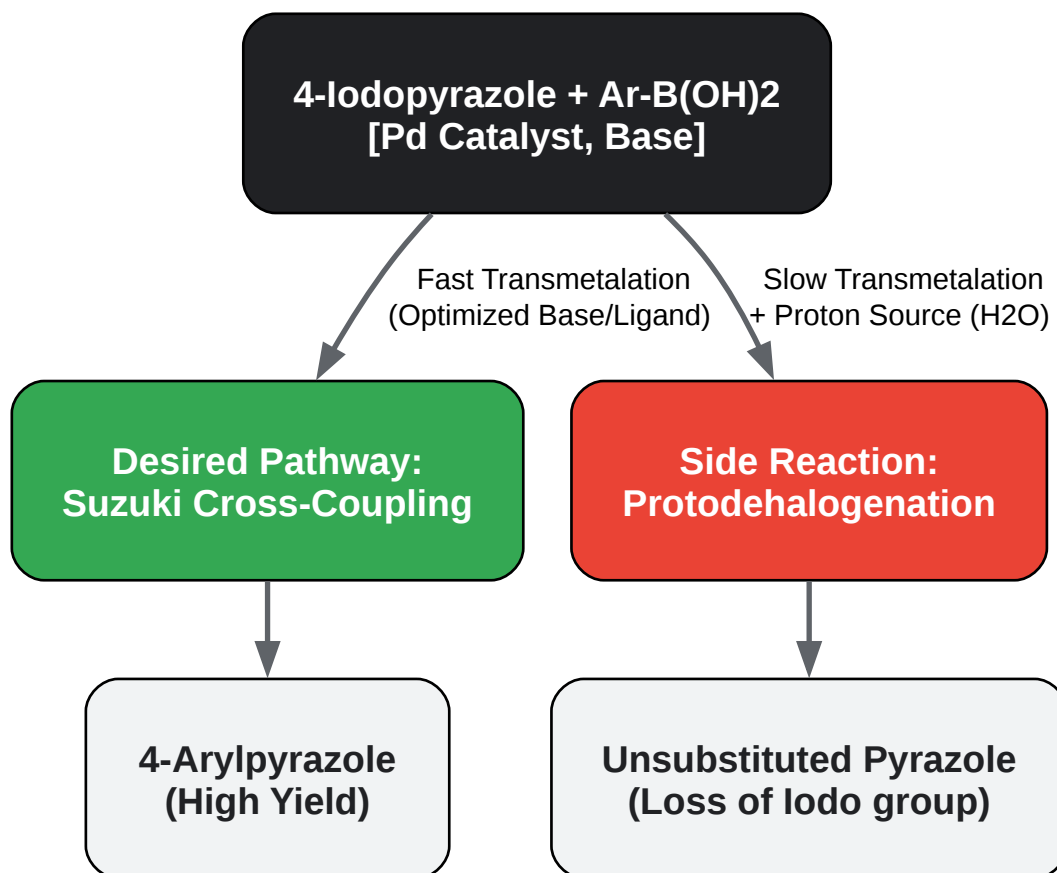 4-Iodopyrazole + Ar-B(OH)2
[Pd Catalyst, Base]
Fast Transmetalation
(Optimized Base/Ligand)
Slow Transmetalation
+ Proton Source (H2O)
Desired Pathway:
Suzuki Cross-Coupling
Side Reaction:
Protodehalogenation
4-Arylpyrazole
(High Yield)
Unsubstituted Pyrazole
(Loss of Iodo group)